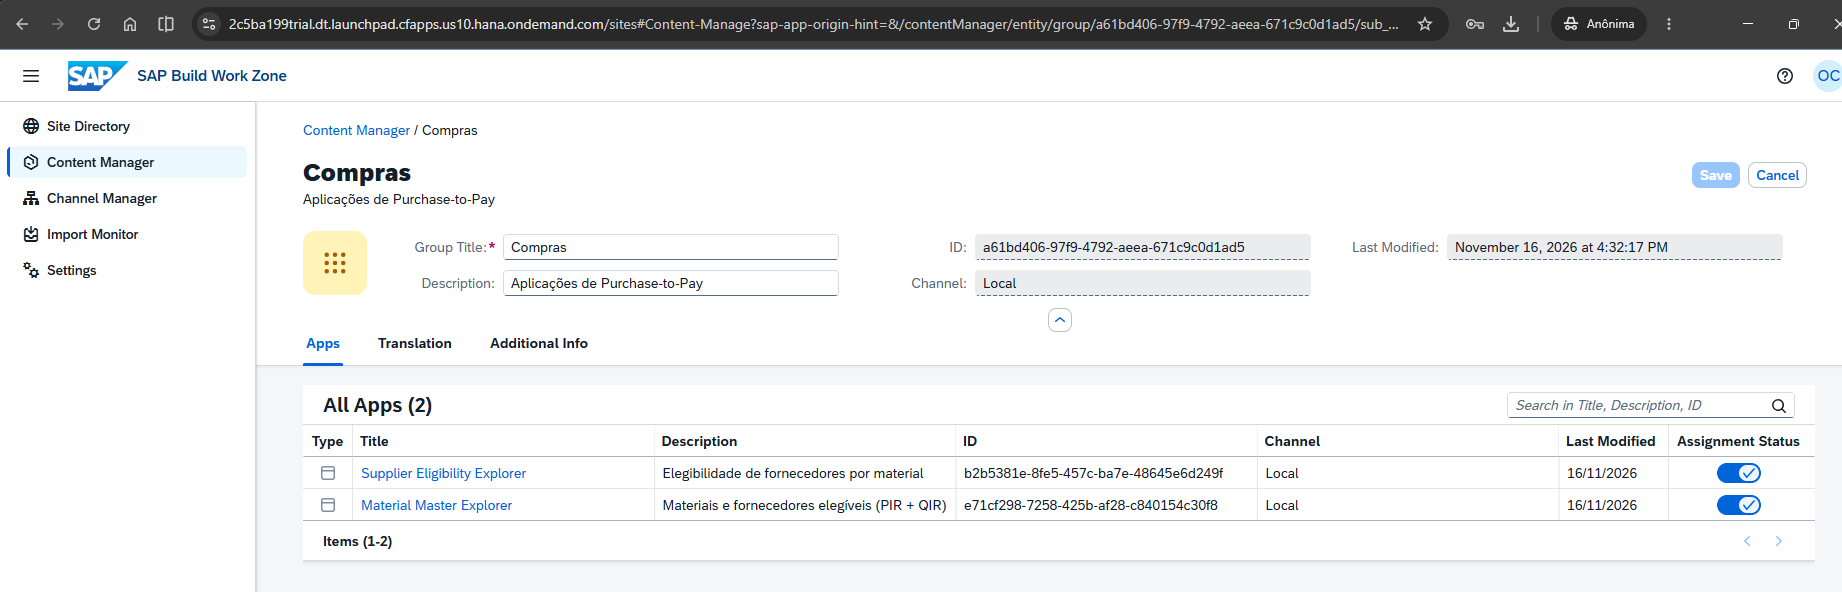 2c5ba199trial.dt.launchpad.cfapps.us10.hana.ondemand.com/sites#Content-Manage?sap-app-origin-hint=&/contentManager/entity/group/a61bd406-97f9-4792-aeea-671c9c0d1ad5/sub_...
Anônima
SAP SAP Build Work Zone
OC
Site Directory
Content Manager
Channel Manager
Import Monitor
Settings
Content Manager / Compras
Compras
Aplicações de Purchase-to-Pay
Save Cancel
Group Title:* Compras
ID: a61bd406-97f9-4792-aeea-671c9c0d1ad5
Last Modified: November 16, 2026 at 4:32:17 PM
Description: Aplicações de Purchase-to-Pay
Channel: Local
Apps Translation Additional Info
All Apps (2)
Search in Title, Description, ID
Type Title Description ID Channel Last Modified Assignment Status
Supplier Eligibility Explorer Elegibilidade de fornecedores por material b2b5381e-8fe5-457c-ba7e-48645e6d249f Local 16/11/2026
Material Master Explorer Materiais e fornecedores elegíveis (PIR + QIR) e71cf298-7258-425b-af28-c840154c30f8 Local 16/11/2026
Items (1-2)